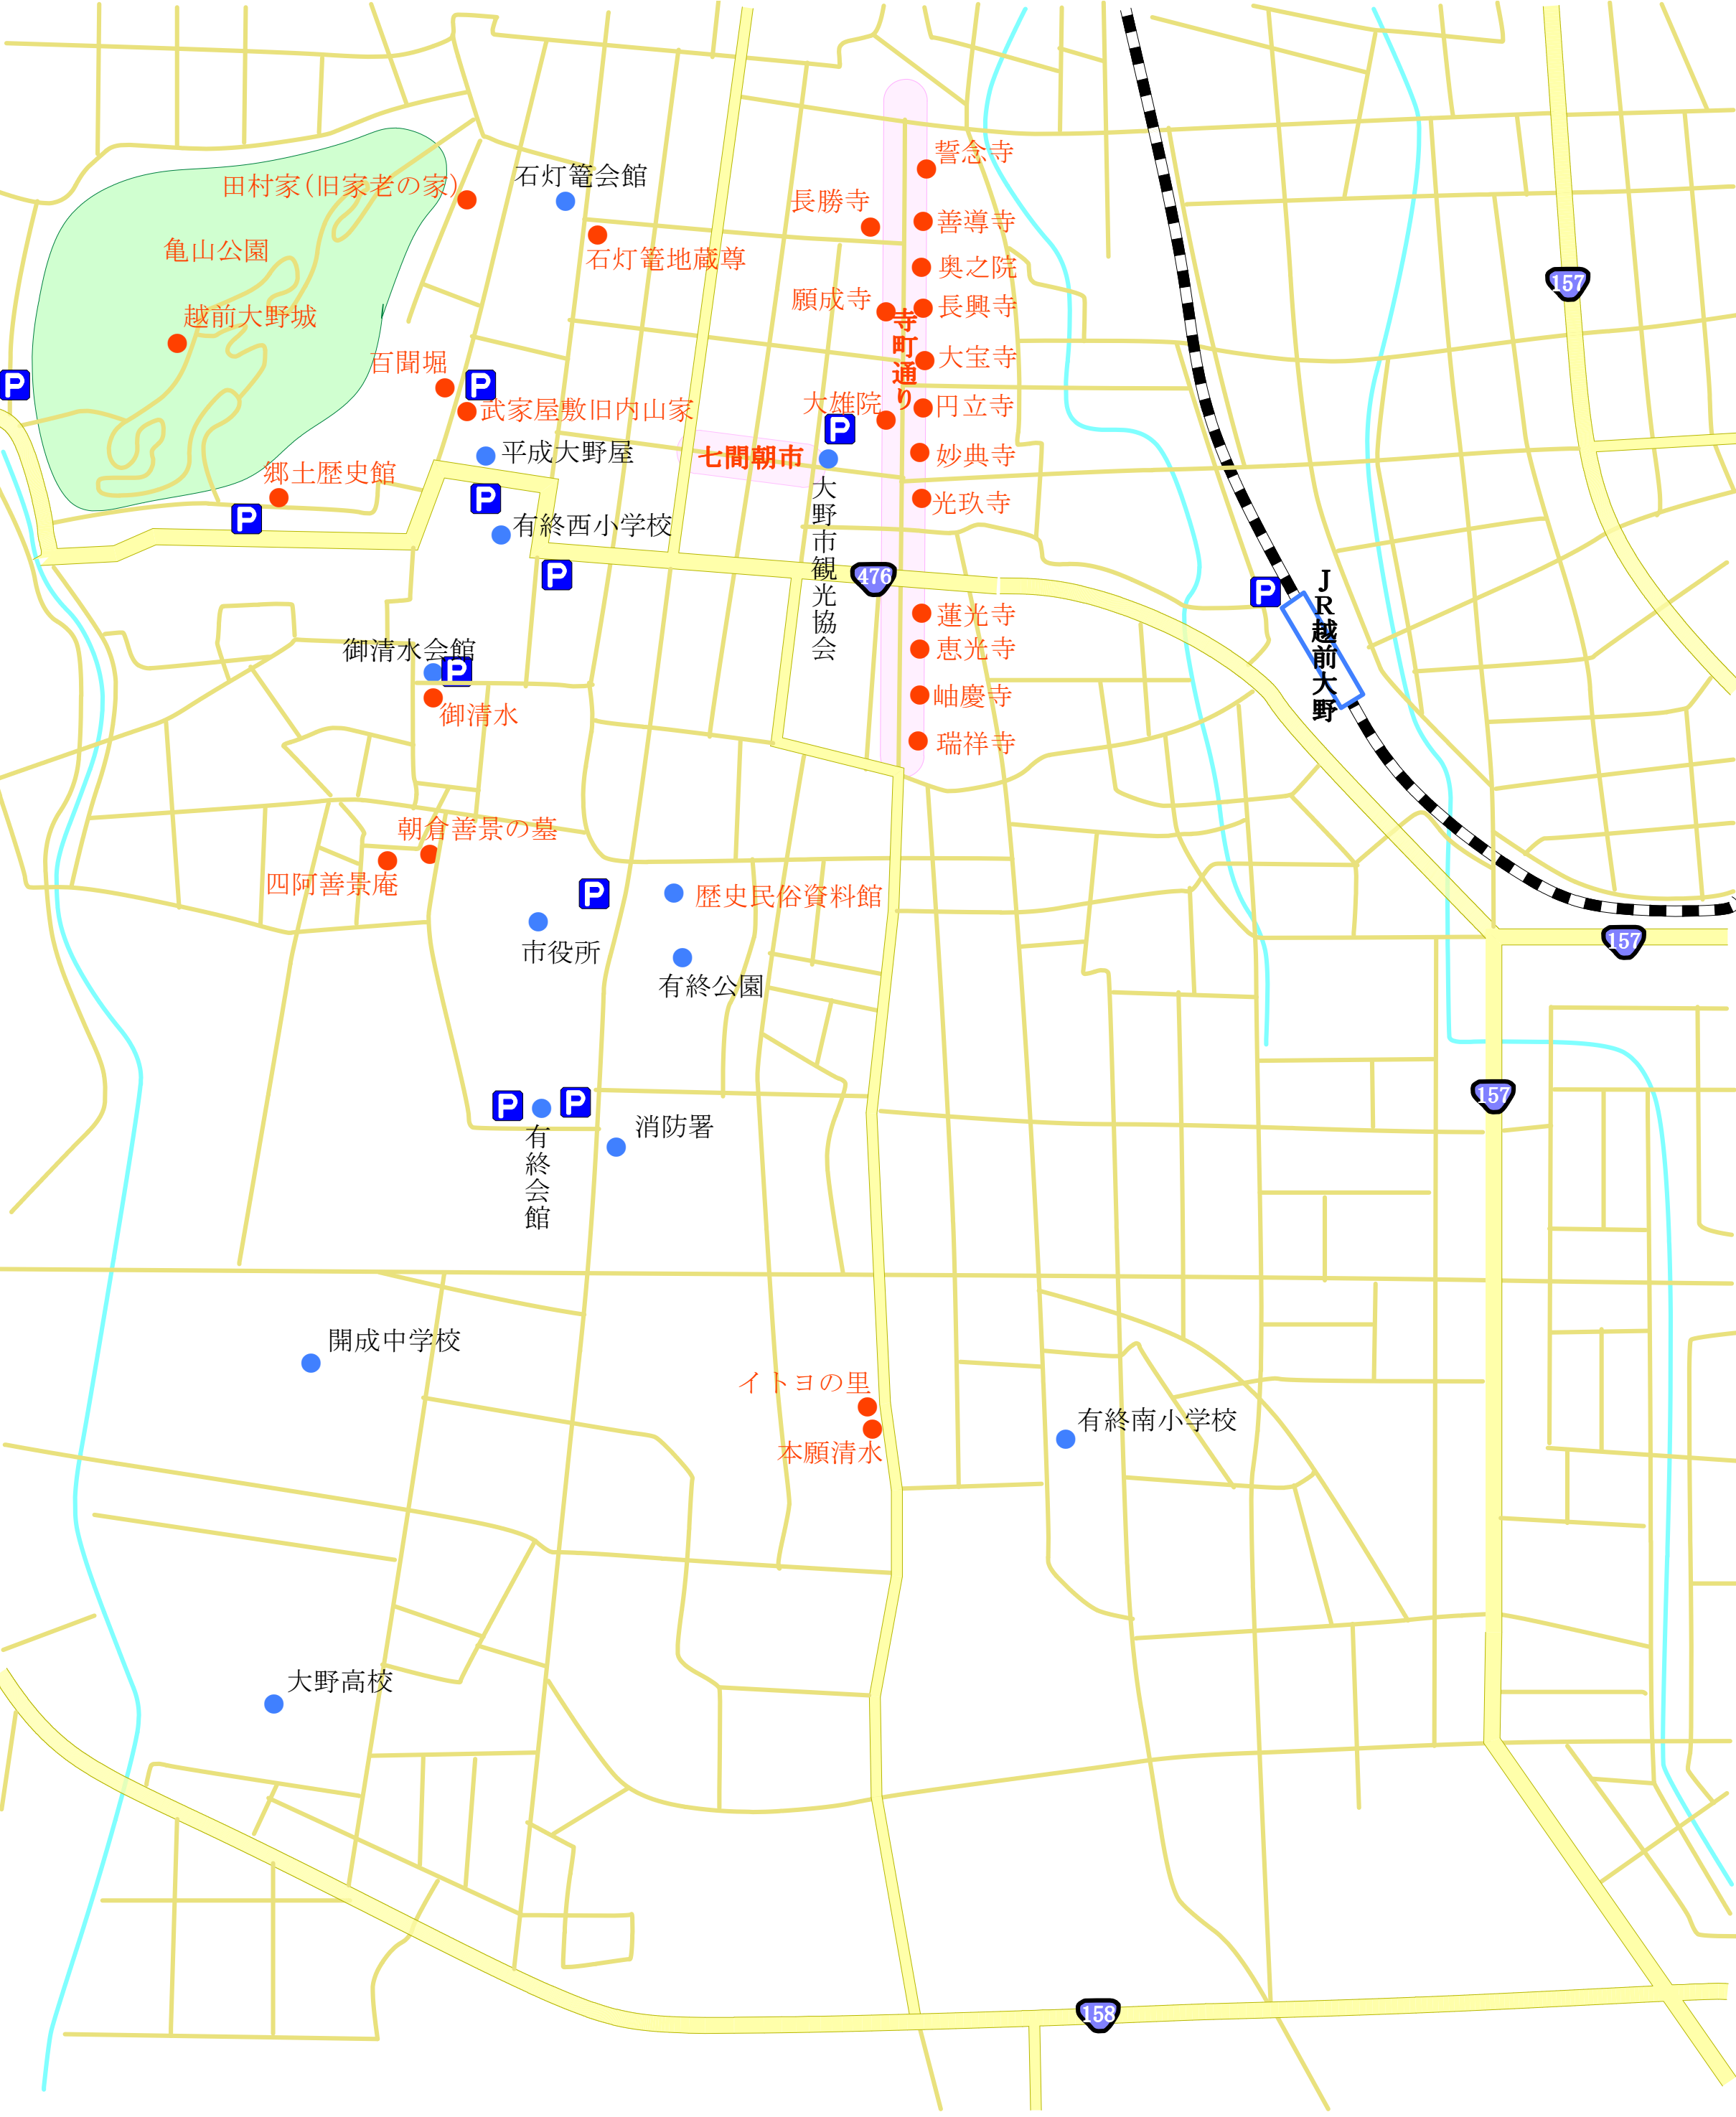 誓念寺
石灯篭会館
田村家(旧家老の家)
長勝寺
善導寺
亀山公園
石灯篭地蔵尊
奥之院
157
願成寺
長興寺
越前大野城
寺町通り
百間堀
大宝寺
P
P
武家屋敷旧内山家
大雄院
円立寺
P
平成大野屋
七間朝市
妙典寺
郷土歴史館
大野市観光協会
P
光玖寺
P
有終西小学校
P
476
P
JR越前大野
蓮光寺
御清水会館
P
恵光寺
御清水
岫慶寺
瑞祥寺
朝倉善景の墓
四阿善景庵
P
歴史民俗資料館
市役所
157
有終公園
157
P
P
有終会館
消防署
開成中学校
イトヨの里
有終南小学校
本願清水
大野高校
158